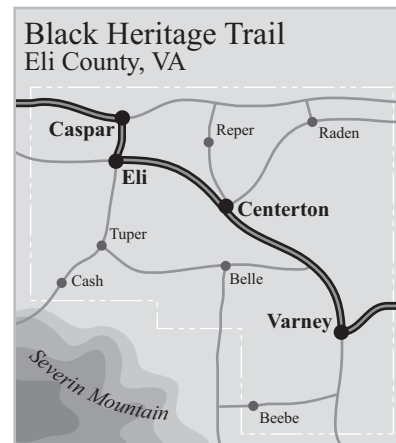 Black Heritage Trail
Eli County, VA
Caspar
Reper
Raden
Eli
Centerton
Tuper
Cash
Belle
Varney
Severin Mountain
Beebe